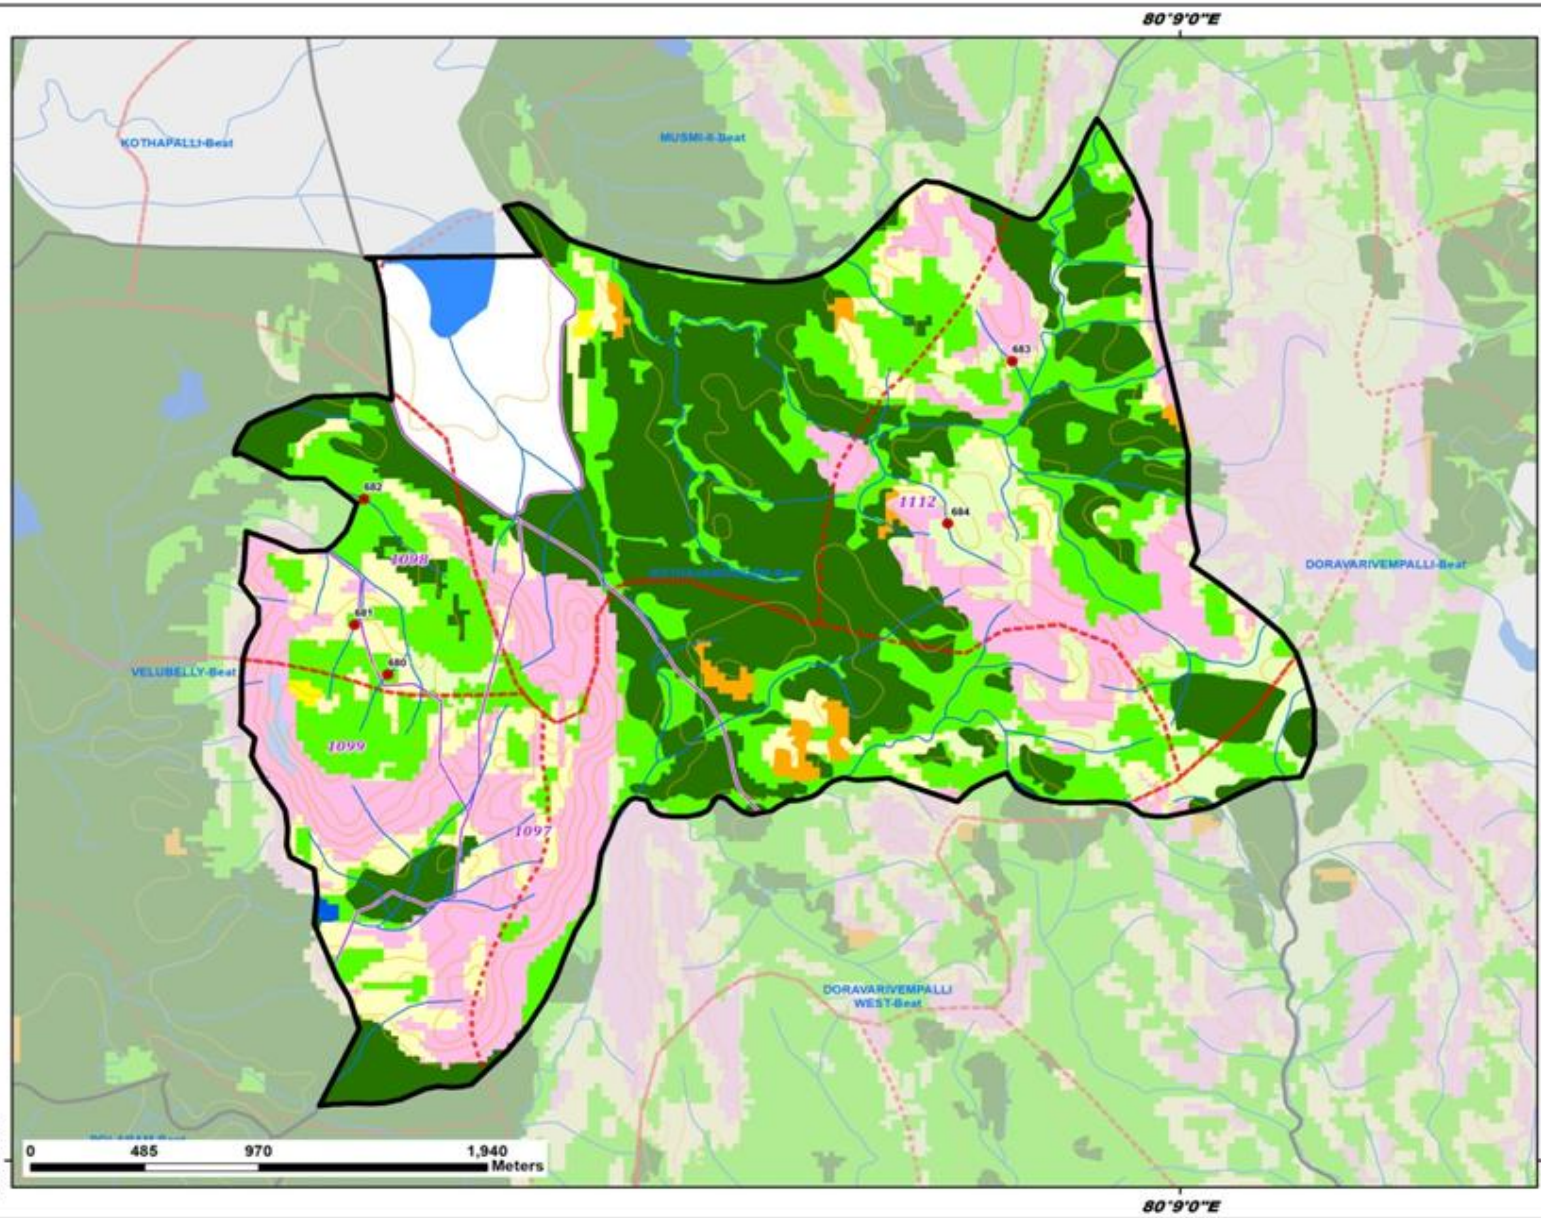 80°9'0"E
KOTHAPALLI-Beat
MUSMI-II-Beat
683
682
1112
684
1098
DORAVARIVEMPALLI-Beat
681
680
VELUBELLY-Beat
1099
1097
DORAVARIVEMPALLI
WEST-Beat
0 485 970 1,940
Meters
80°9'0"E